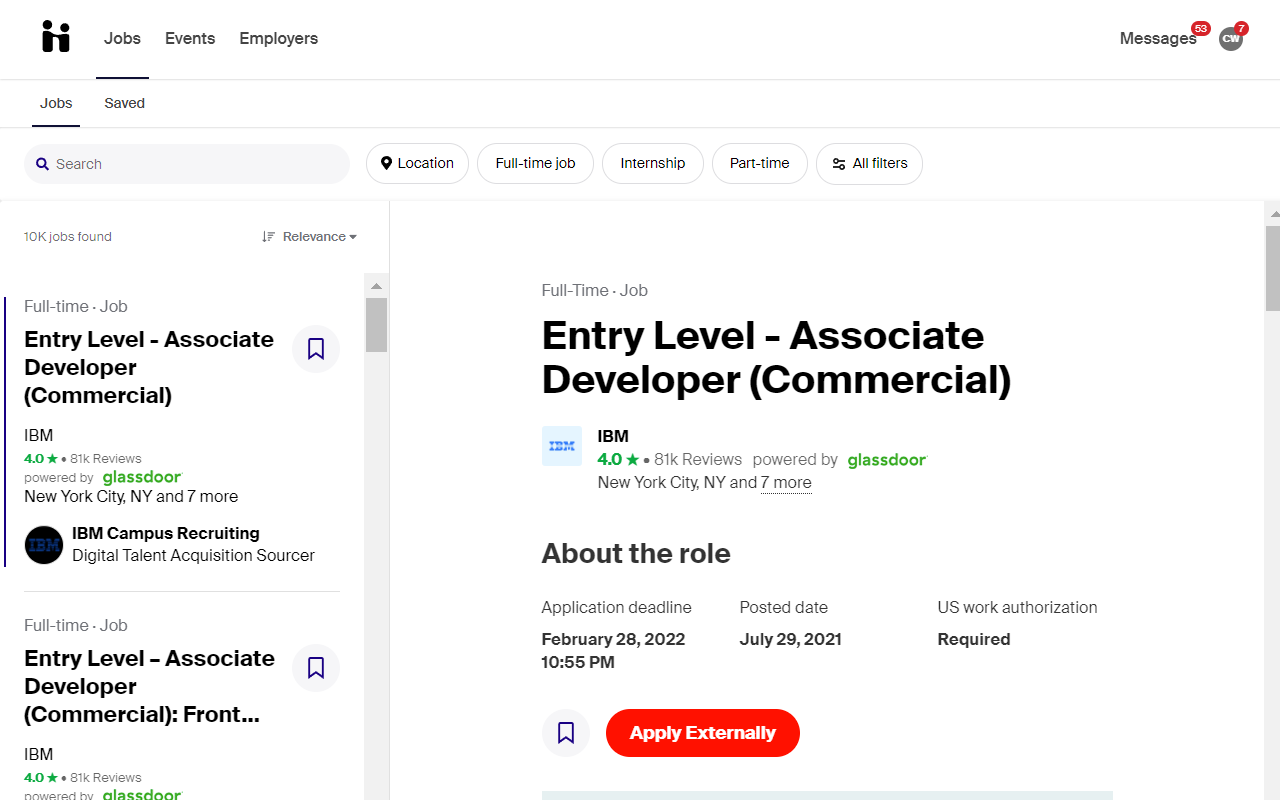 Jobs
Events
Employers
Messages
53
CW
7
Jobs
Saved
Search
Location
Full-time job
Internship
Part-time
All filters
10K jobs found
Relevance
Full-time · Job
Entry Level - Associate
Developer
(Commercial)
IBM
4.0 ★ • 81k Reviews
powered by glassdoor
New York City, NY and 7 more
IBM
IBM Campus Recruiting
Digital Talent Acquisition Sourcer
Full-time · Job
Entry Level – Associate
Developer
(Commercial): Front...
IBM
4.0 ★ • 81k Reviews
powered by glassdoor
Full-Time · Job
Entry Level - Associate
Developer (Commercial)
IBM
IBM
4.0 ★ • 81k Reviews powered by glassdoor
New York City, NY and 7 more
About the role
Application deadline
February 28, 2022
10:55 PM
Posted date
July 29, 2021
US work authorization
Required
Apply Externally